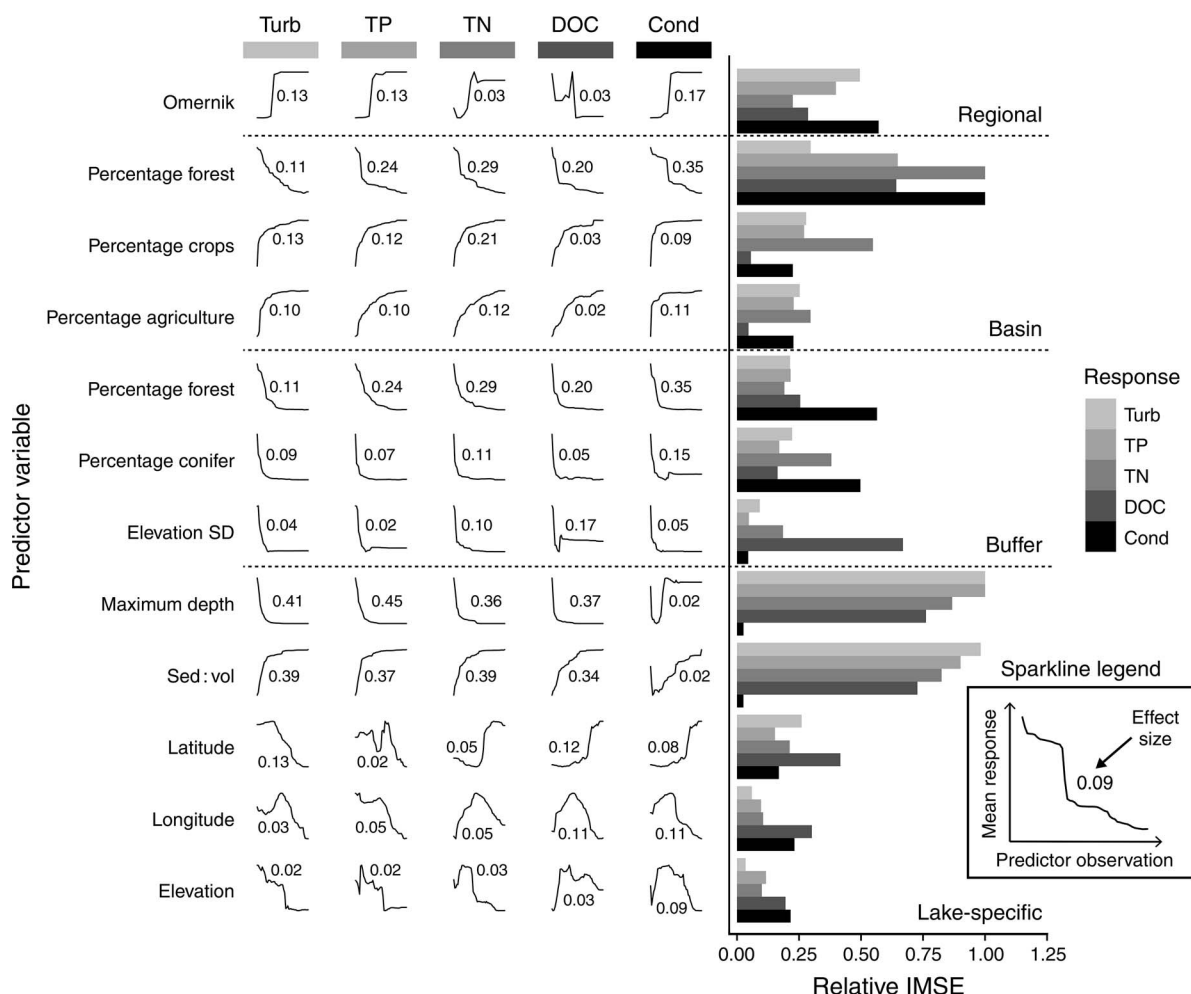 Turb TP TN DOC Cond
Omernik 0.13 0.13 0.03 0.03 0.17 Regional
Percentage forest 0.11 0.24 0.29 0.20 0.35
Percentage crops 0.13 0.12 0.21 0.03 0.09
Percentage agriculture 0.10 0.10 0.12 0.02 0.11 Basin
Percentage forest 0.11 0.24 0.29 0.20 0.35
Percentage conifer 0.09 0.07 0.11 0.05 0.15
Elevation SD 0.04 0.02 0.10 0.17 0.05 Buffer
Maximum depth 0.41 0.45 0.36 0.37 0.02
Sed : vol 0.39 0.37 0.39 0.34 0.02
Latitude 0.13 0.02 0.05 0.12 0.08
Longitude 0.03 0.05 0.05 0.11 0.11
Elevation 0.02 0.02 0.03 0.03 0.09 Lake-specific
Predictor variable
Response
Turb
TP
TN
DOC
Cond
Sparkline legend
Effect
size
0.09
Mean response
Predictor observation
0.00 0.25 0.50 0.75 1.00 1.25
Relative IMSE